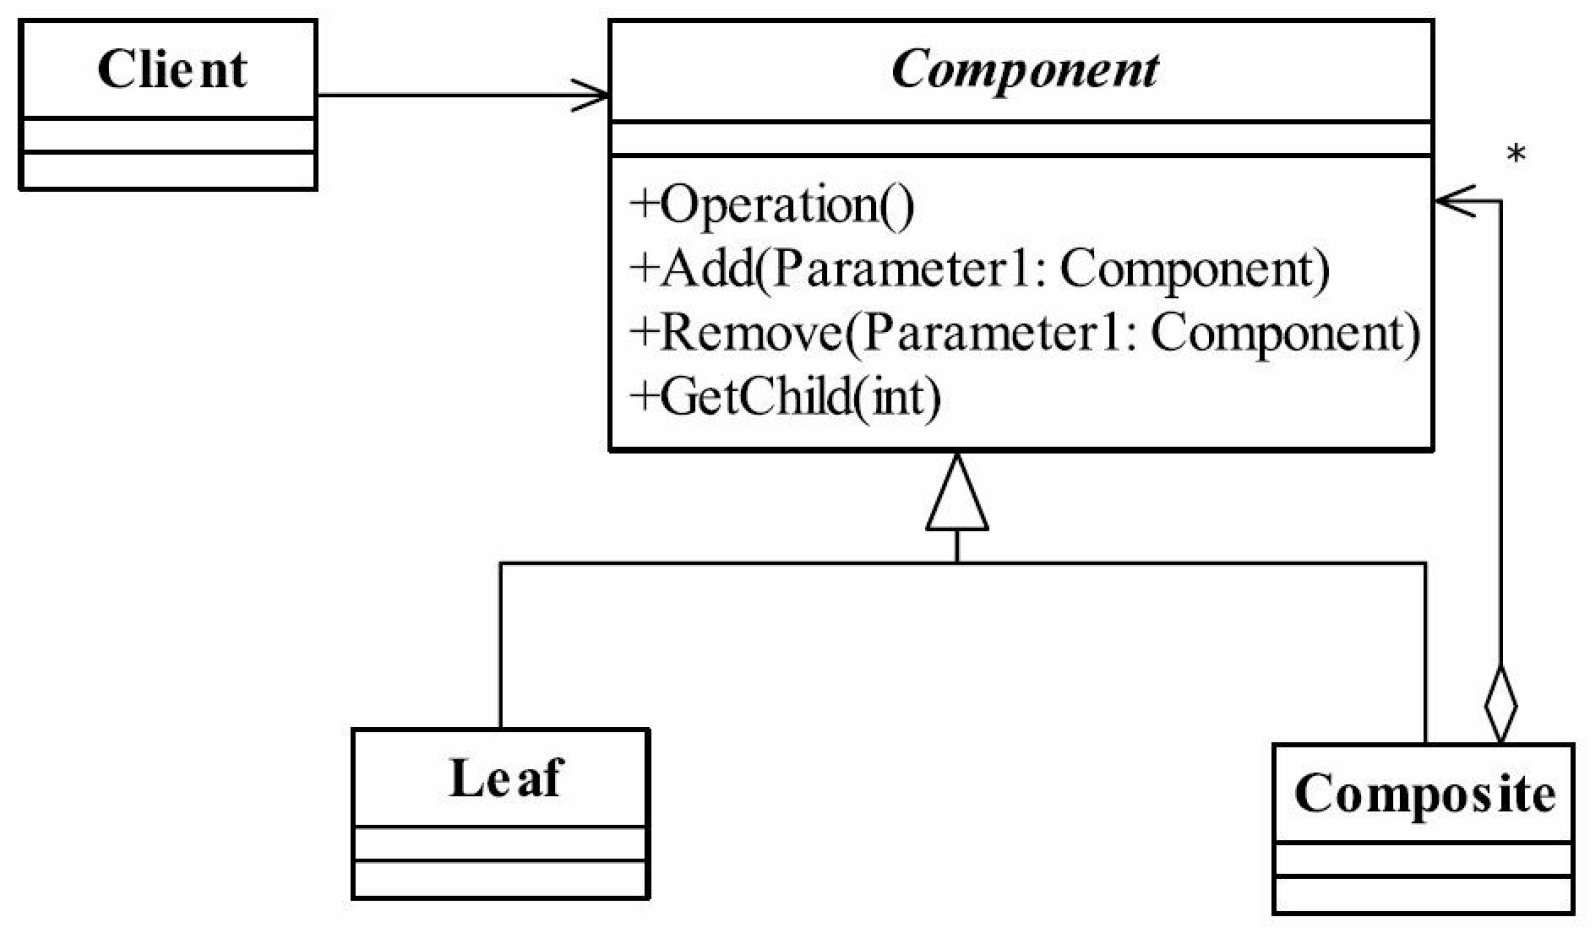 Client
Component
*
+Operation()
+Add(Parameter1: Component)
+Remove(Parameter1: Component)
+GetChild(int)
Leaf
Composite